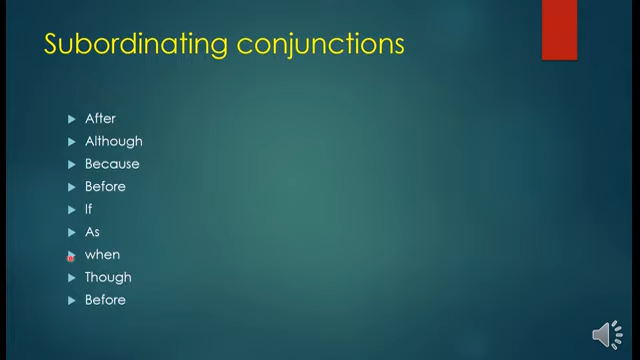 Subordinating conjunctions
After
Although
Because
Before
If
As
when
Though
Before